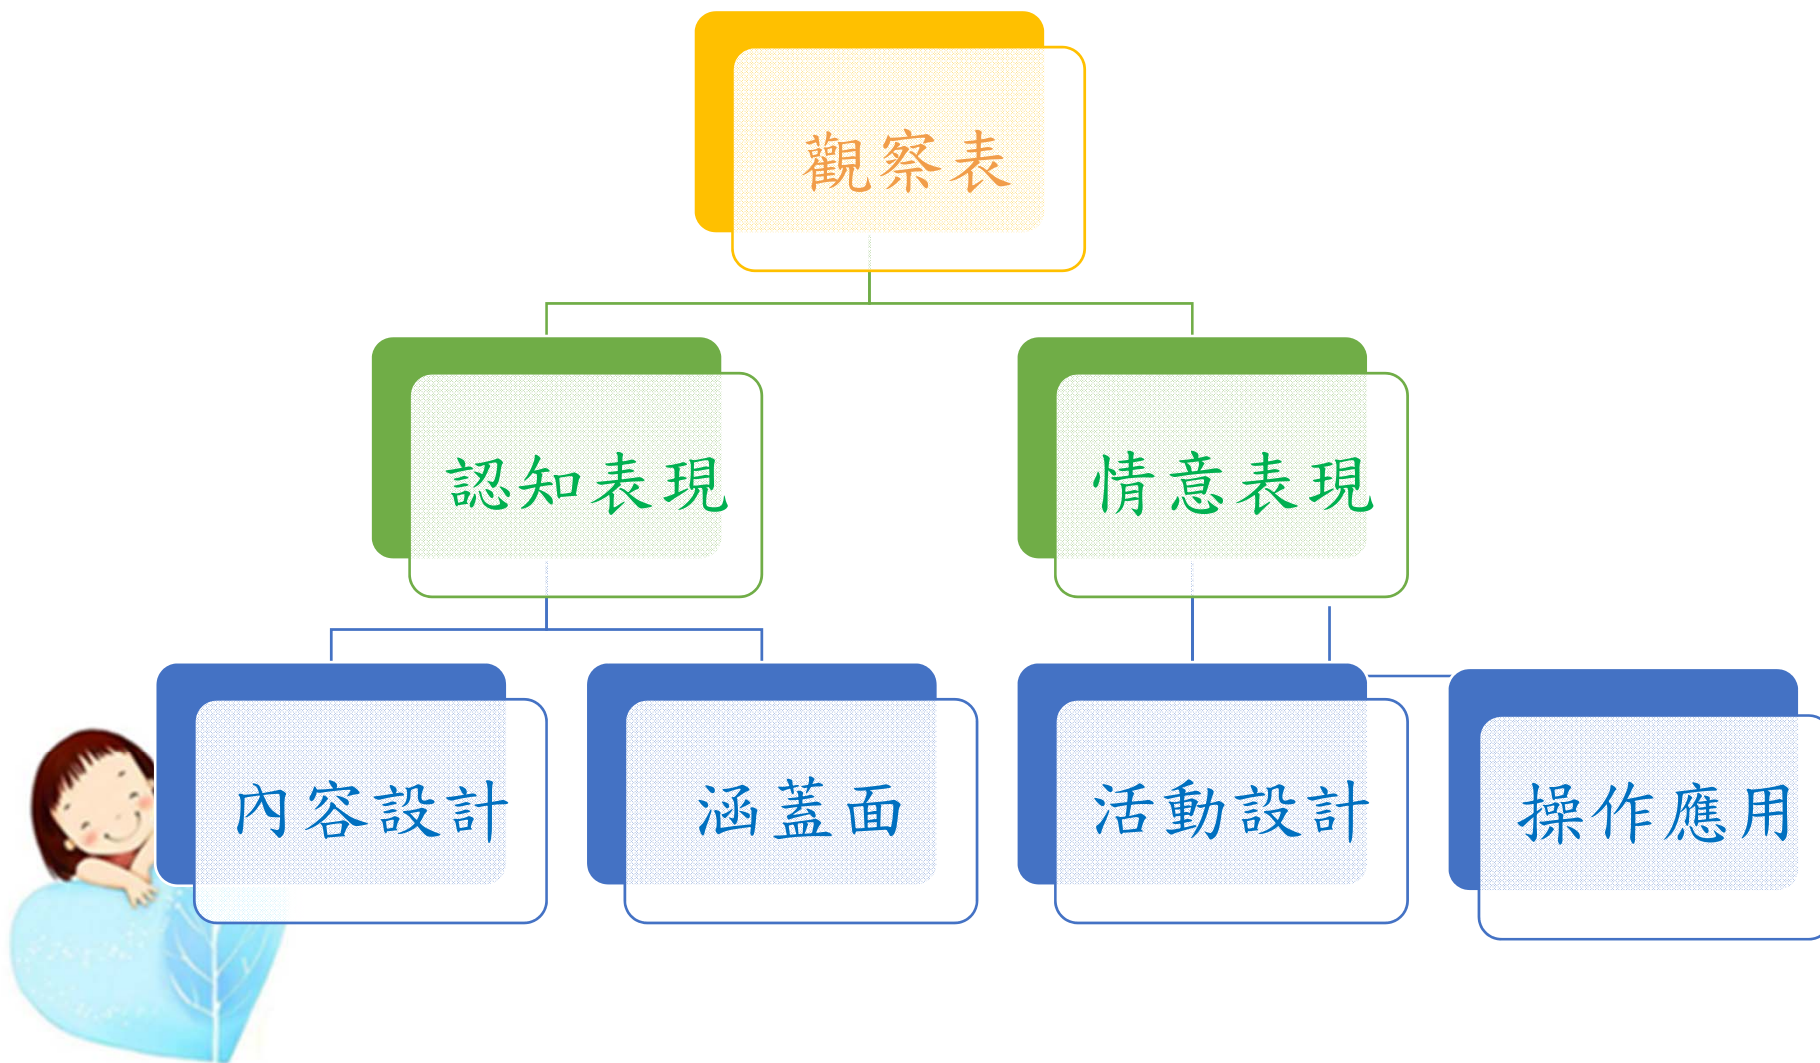 觀察表
認知表現
情意表現
內容設計
涵蓋面
活動設計
操作應用